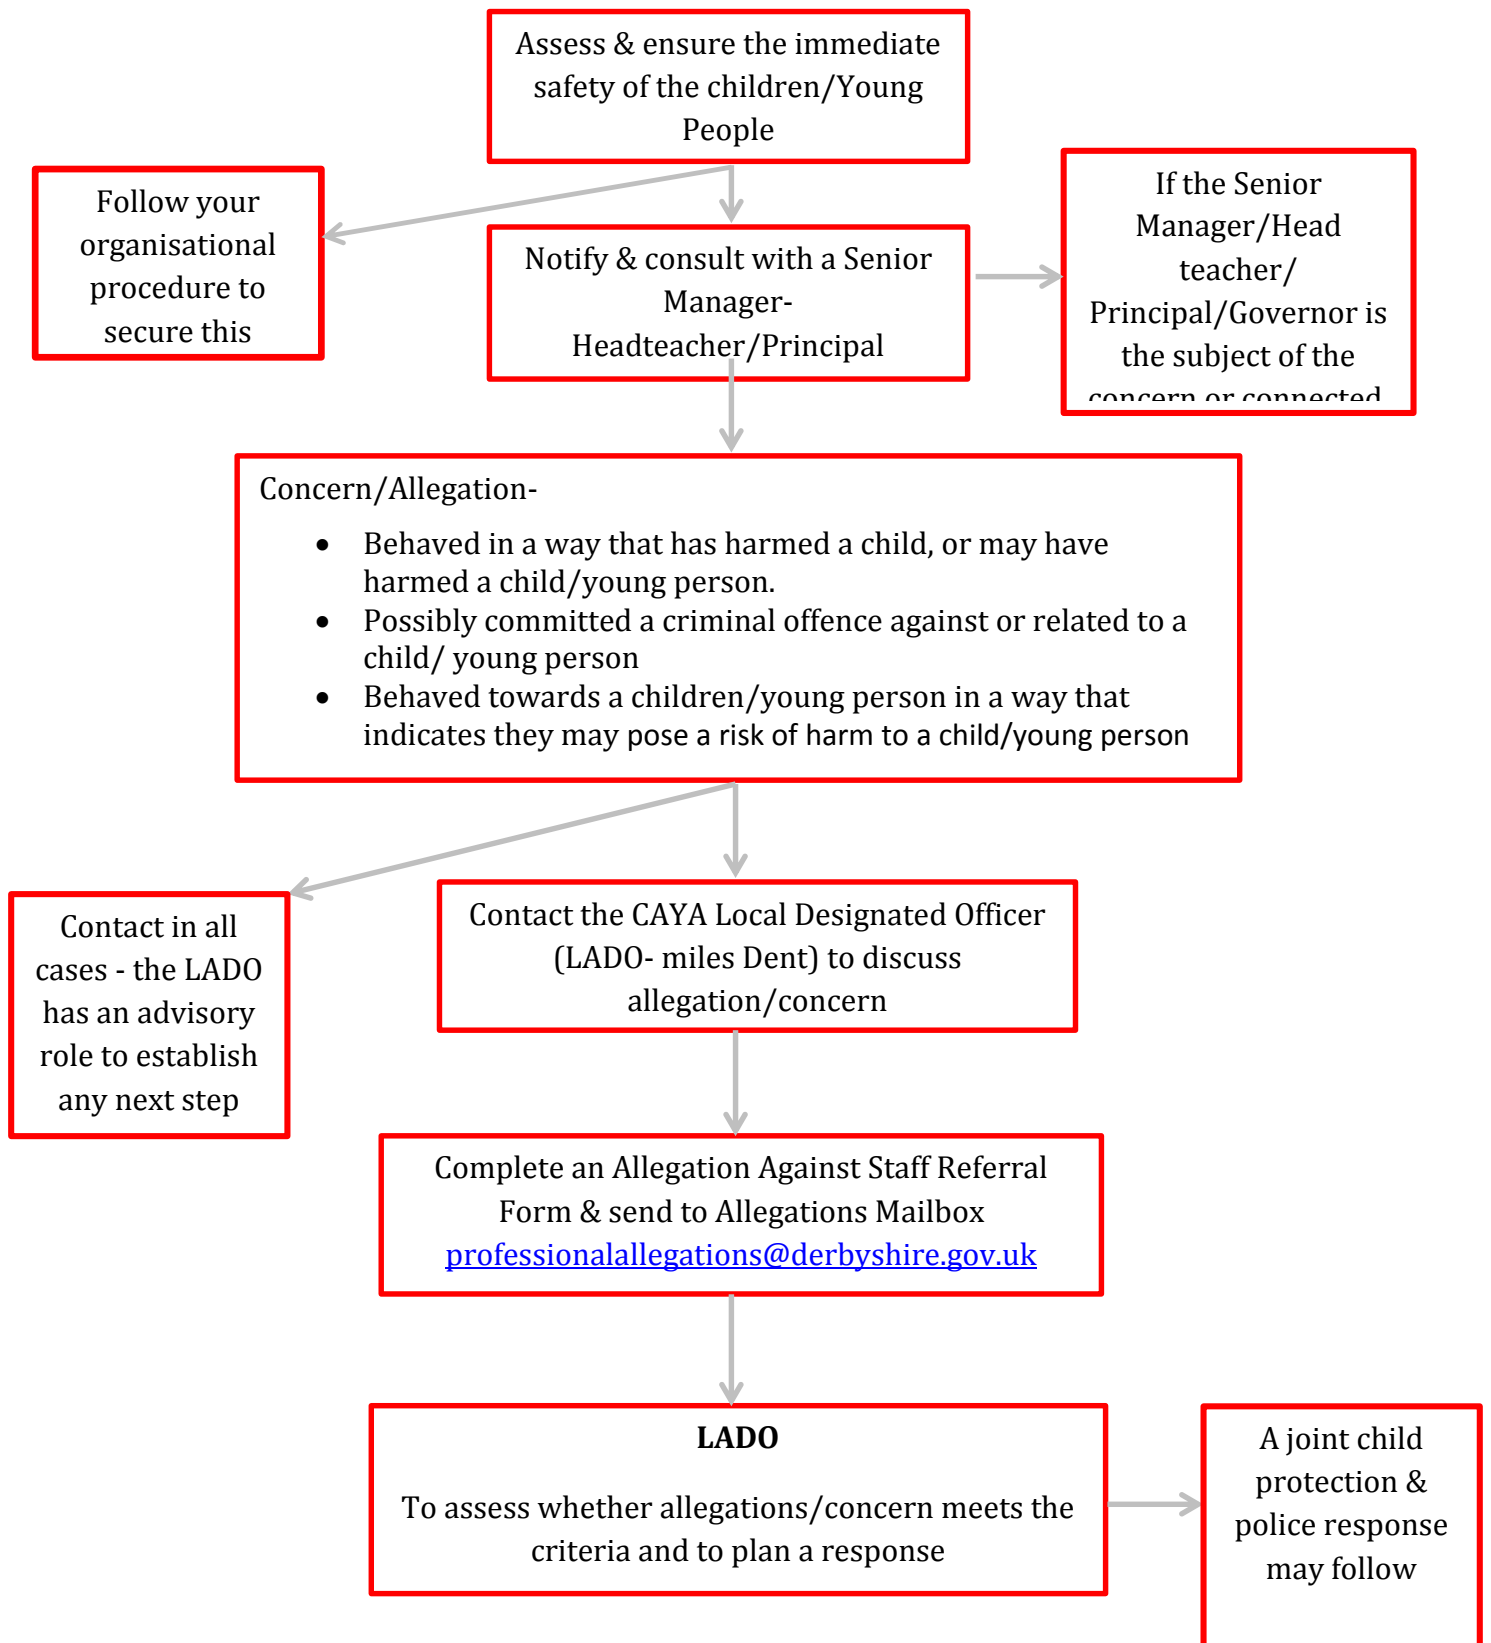 Assess & ensure the immediate
safety of the children/Young
People
Follow your
organisational
procedure to
secure this
Notify & consult with a Senior
Manager-
Headteacher/Principal
If the Senior
Manager/Head
teacher/
Principal/Governor is
the subject of the
concern or connected
Concern/Allegation-
• Behaved in a way that has harmed a child, or may have
harmed a child/young person.
• Possibly committed a criminal offence against or related to a
child/ young person
• Behaved towards a children/young person in a way that
indicates they may pose a risk of harm to a child/young person
Contact in all
cases - the LADO
has an advisory
role to establish
any next step
Contact the CAYA Local Designated Officer
(LADO- miles Dent) to discuss
allegation/concern
Complete an Allegation Against Staff Referral
Form & send to Allegations Mailbox
professionalallegations@derbyshire.gov.uk
LADO
To assess whether allegations/concern meets the
criteria and to plan a response
A joint child
protection &
police response
may follow